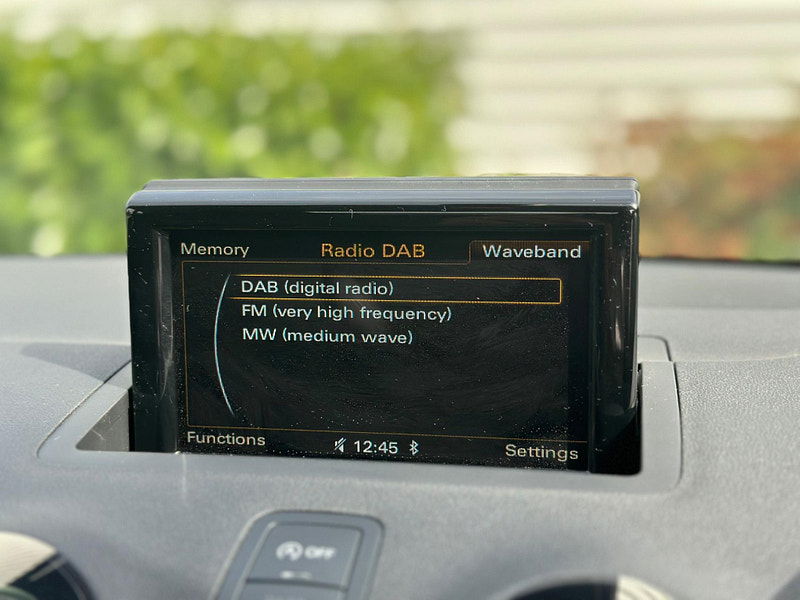 Memory Radio DAB Waveband
DAB (digital radio)
FM (very high frequency)
MW (medium wave)
Functions 12:45 Settings
OFF